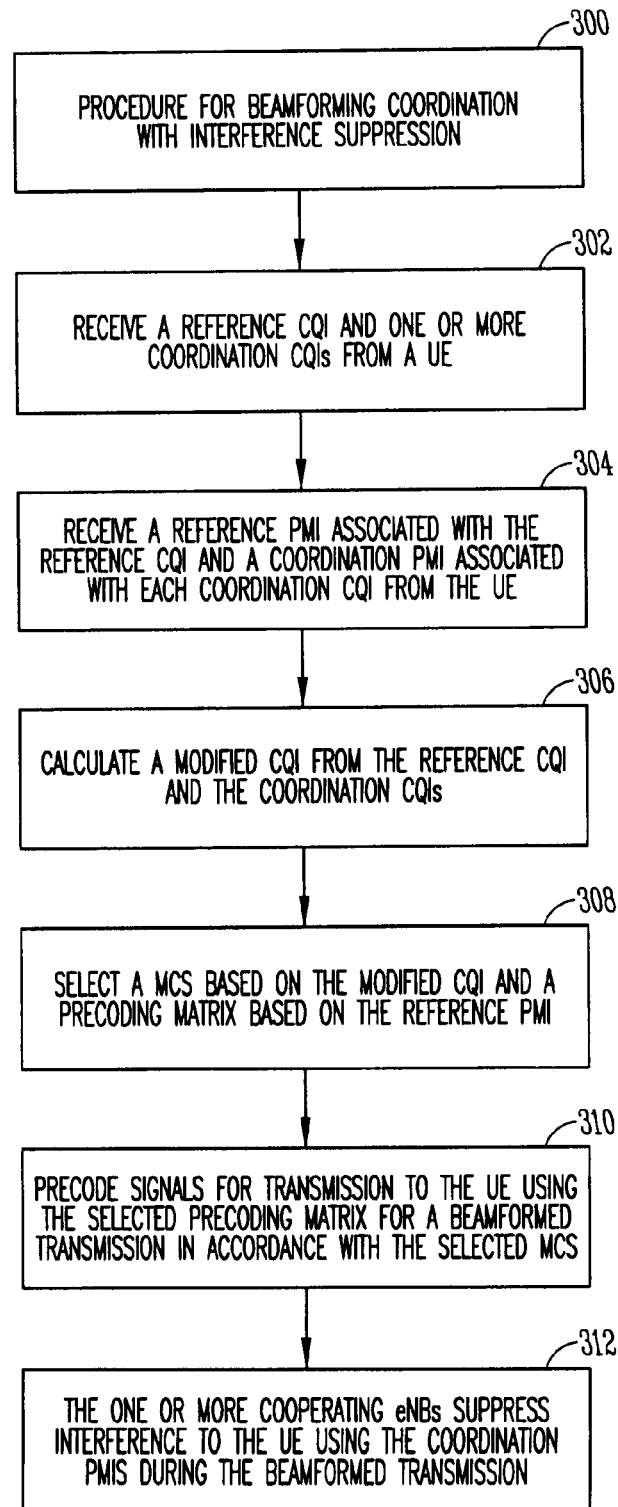 300
PROCEDURE FOR BEAMFORMING COORDINATION
WITH INTERFERENCE SUPPRESSION
302
RECEIVE A REFERENCE CQI AND ONE OR MORE
COORDINATION CQIs FROM A UE
304
RECEIVE A REFERENCE PMI ASSOCIATED WITH THE
REFERENCE CQI AND A COORDINATION PMI ASSOCIATED
WITH EACH COORDINATION CQI FROM THE UE
306
CALCULATE A MODIFIED CQI FROM THE REFERENCE CQI
AND THE COORDINATION CQIs
308
SELECT A MCS BASED ON THE MODIFIED CQI AND A
PRECODING MATRIX BASED ON THE REFERENCE PMI
310
PRECODE SIGNALS FOR TRANSMISSION TO THE UE USING
THE SELECTED PRECODING MATRIX FOR A BEAMFORMED
TRANSMISSION IN ACCORDANCE WITH THE SELECTED MCS
312
THE ONE OR MORE COOPERATING eNBs SUPPRESS
INTERFERENCE TO THE UE USING THE COORDINATION
PMIS DURING THE BEAMFORMED TRANSMISSION